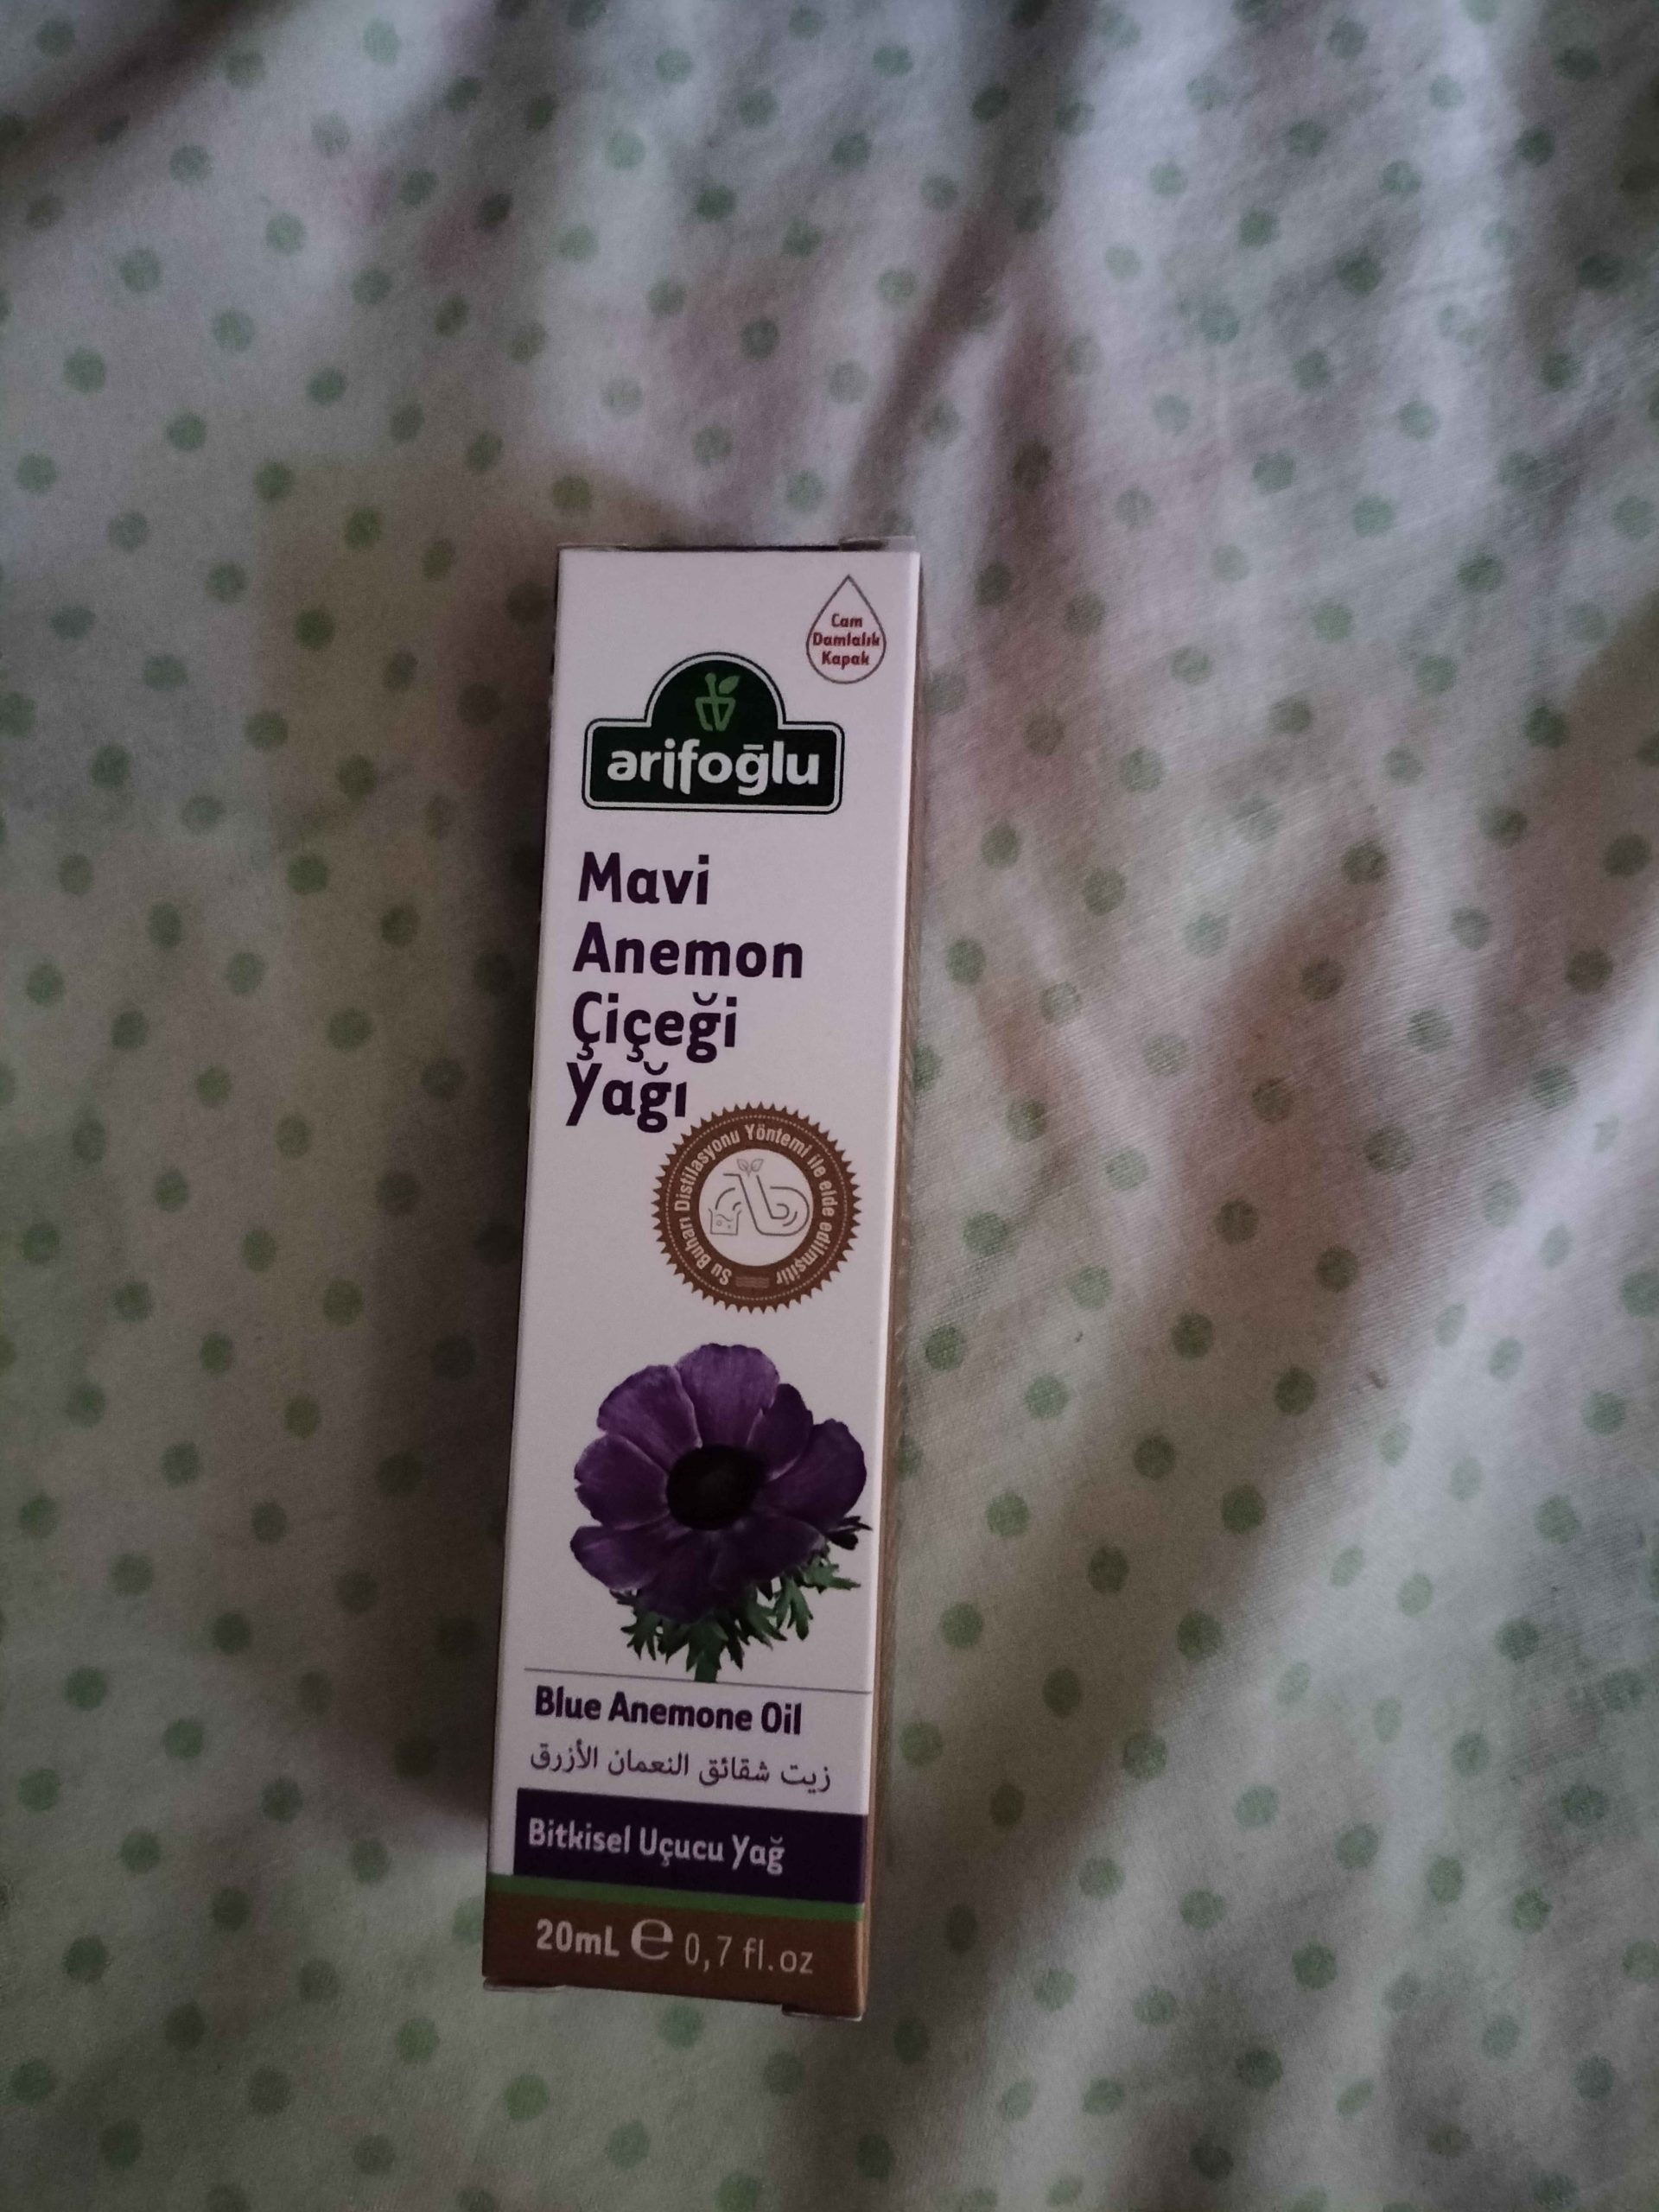 Cam
Damlalık
Kapak
arifoğlu
Mavi
Anemon
Çiçeği
Yağı
Su Buharı Distilasyonu Yöntemi ile elde edilmiştir
Blue Anemone Oil
زيت شقائق النعمان الأزرق
Bitkisel Uçucu Yağ
20mL e 0,7 fl.oz